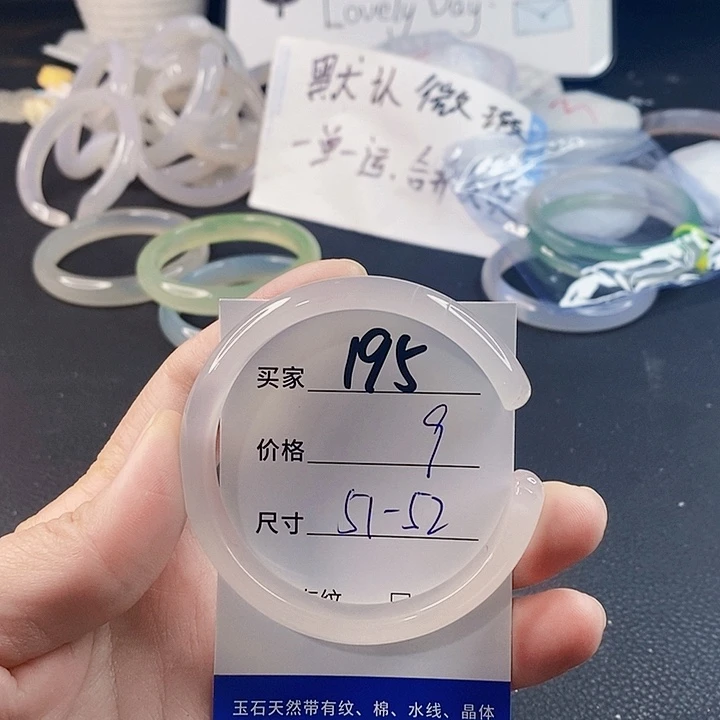 Lovely Day
默认微瑕
一单一运.
买家 195
价格 9
尺寸 51-52
纹 □
玉石天然带有纹、棉、水线、晶体